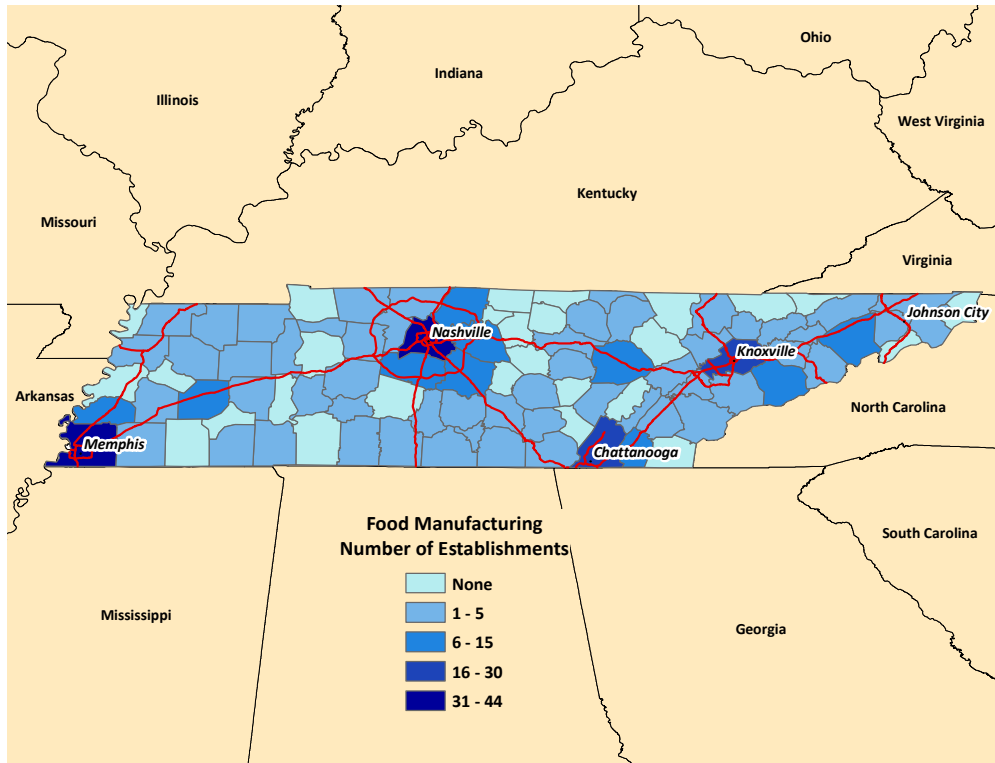 Ohio
Indiana
Illinois
West Virginia
Kentucky
Missouri
Virginia
Johnson City
Nashville
Knoxville
Arkansas
North Carolina
Memphis
Chattanooga
Food Manufacturing
Number of Establishments
South Carolina
None
1 - 5
Mississippi
Georgia
6 - 15
16 - 30
31 - 44